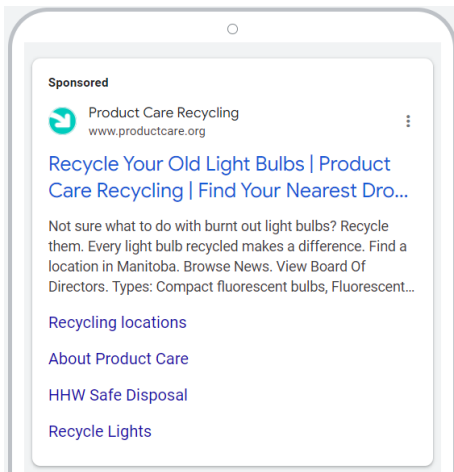 Sponsored
Product Care Recycling
www.productcare.org
Recycle Your Old Light Bulbs | Product
Care Recycling | Find Your Nearest Dro...
Not sure what to do with burnt out light bulbs? Recycle
them. Every light bulb recycled makes a difference. Find a
location in Manitoba. Browse News. View Board Of
Directors. Types: Compact fluorescent bulbs, Fluorescent...
Recycling locations
About Product Care
HHW Safe Disposal
Recycle Lights